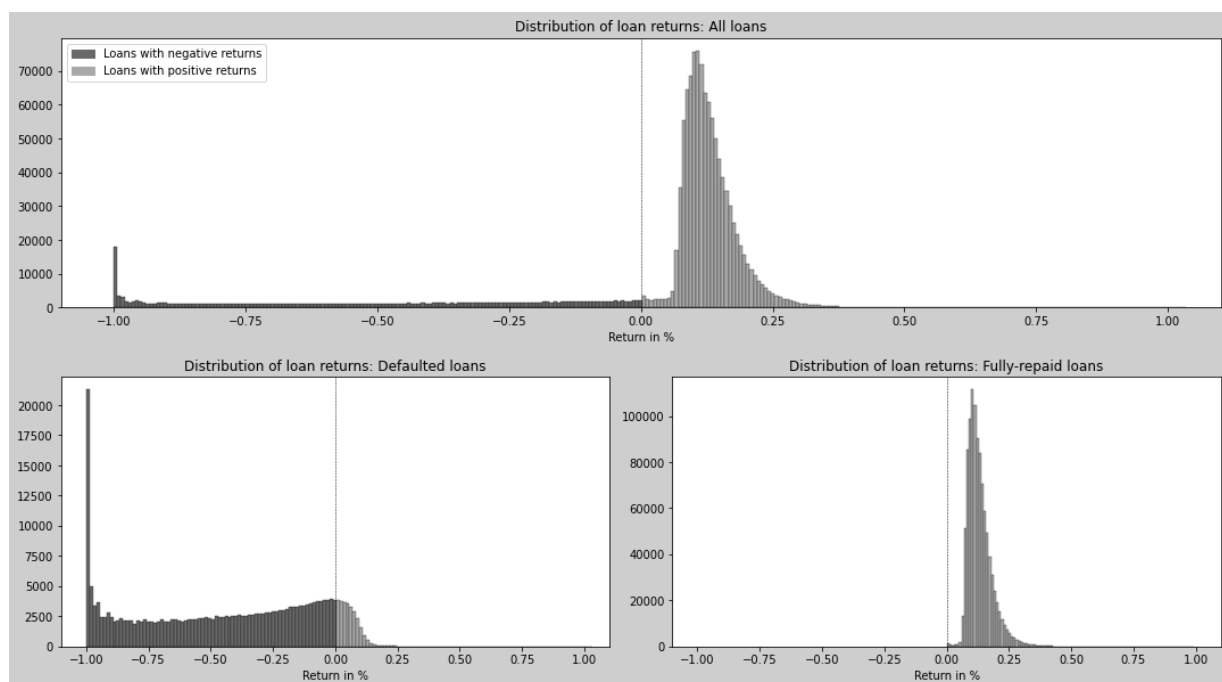 Distribution of loan returns: All loans
Loans with negative returns
Loans with positive returns
70000
60000
50000
40000
30000
20000
10000
0
−1.00 −0.75 −0.50 −0.25 0.00 0.25 0.50 0.75 1.00
Return in %
Distribution of loan returns: Defaulted loans
20000
17500
15000
12500
10000
7500
5000
2500
0
−1.00 −0.75 −0.50 −0.25 0.00 0.25 0.50 0.75 1.00
Return in %
Distribution of loan returns: Fully-repaid loans
100000
80000
60000
40000
20000
0
−1.00 −0.75 −0.50 −0.25 0.00 0.25 0.50 0.75 1.00
Return in %